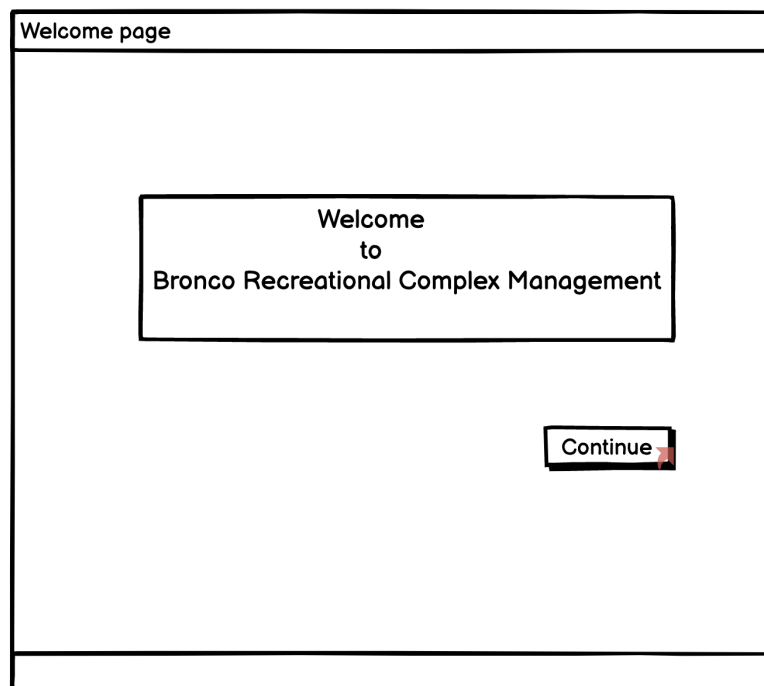 Welcome page
Welcome
to
Bronco Recreational Complex Management
Continue